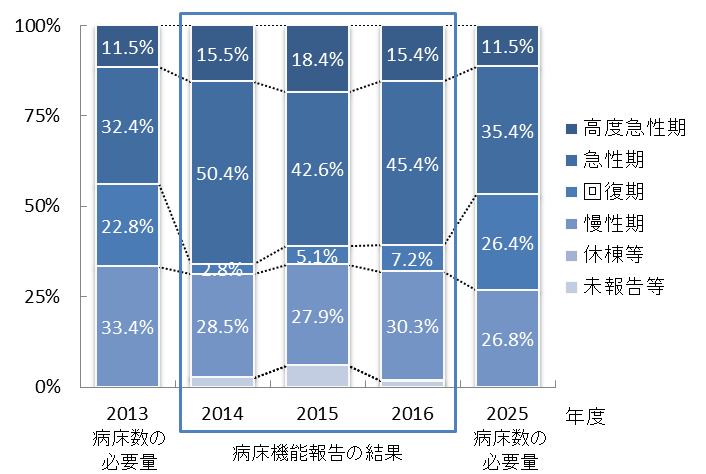 100%
75%
50%
25%
0%
11.5%
32.4%
22.8%
33.4%
15.5%
50.4%
2.8%
28.5%
18.4%
42.6%
5.1%
27.9%
15.4%
45.4%
7.2%
30.3%
11.5%
35.4%
26.4%
26.8%
高度急性期
急性期
回復期
慢性期
休棟等
未報告等
2013 2014 2015 2016 2025 年度
病床数の
必要量
病床機能報告の結果
病床数の
必要量